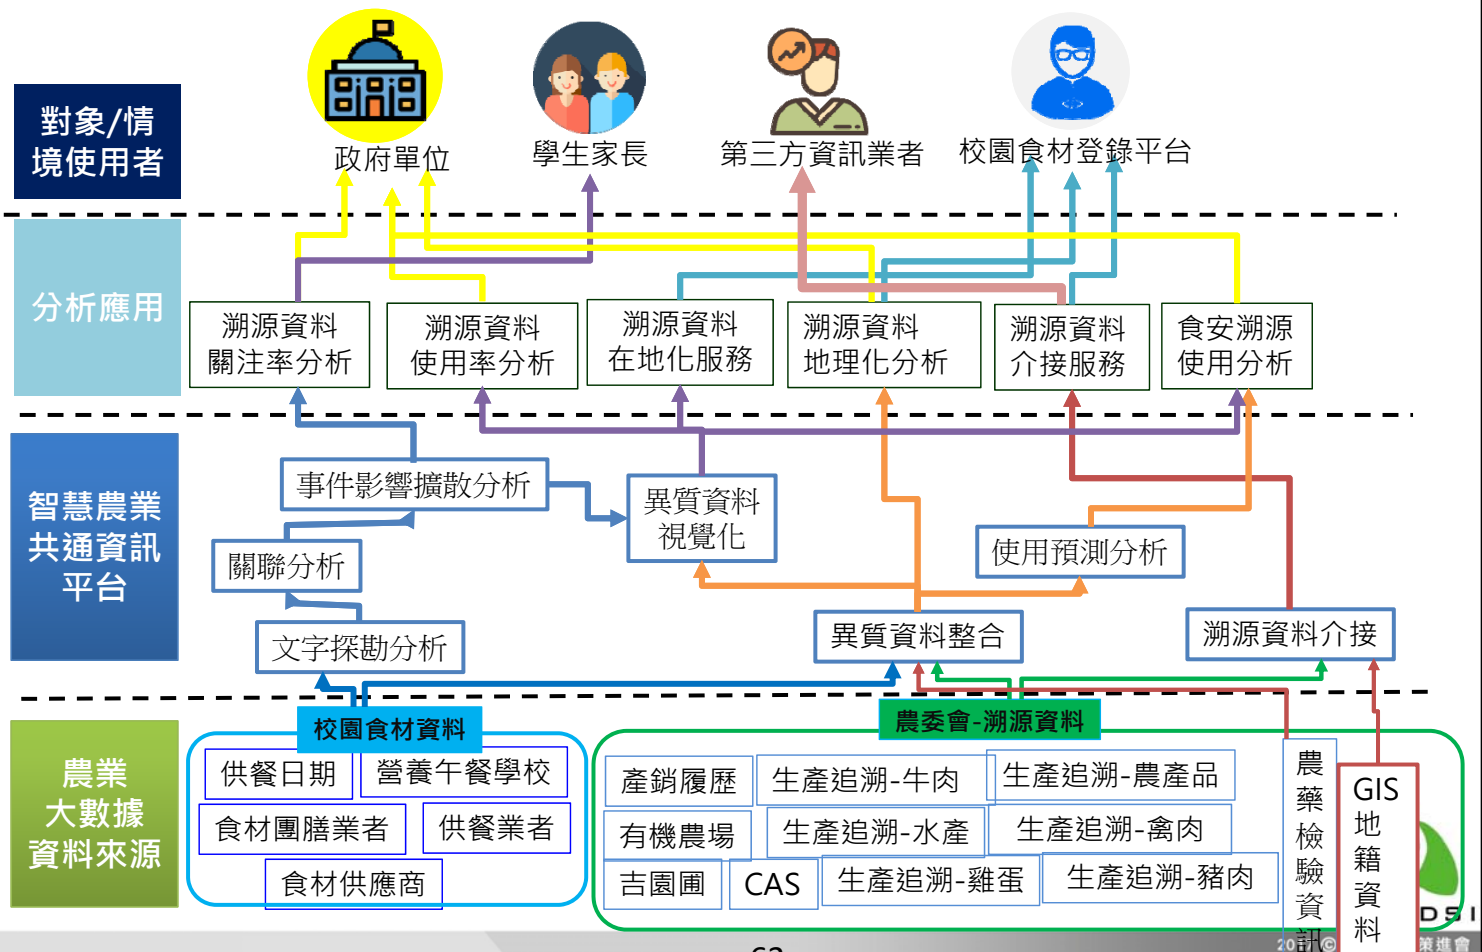 對象/情
境使用者
政府單位
學生家長
第三方資訊業者
校園食材登錄平台
分析應用
溯源資料
關注率分析
溯源資料
使用率分析
溯源資料
在地化服務
溯源資料
地理化分析
溯源資料
介接服務
食安溯源
使用分析
智慧農業
共通資訊
平台
事件影響擴散分析
異質資料
視覺化
關聯分析
使用預測分析
文字探勘分析
異質資料整合
溯源資料介接
農業
大數據
資料來源
校園食材資料
供餐日期
營養午餐學校
食材團膳業者
供餐業者
食材供應商
農委會-溯源資料
產銷履歷
生產追溯-牛肉
生產追溯-農產品
有機農場
生產追溯-水產
生產追溯-禽肉
吉園圃
CAS
生產追溯-雞蛋
生產追溯-豬肉
農
藥
檢
驗
資
訊
GIS
地
籍
資
料
DSI
策進會